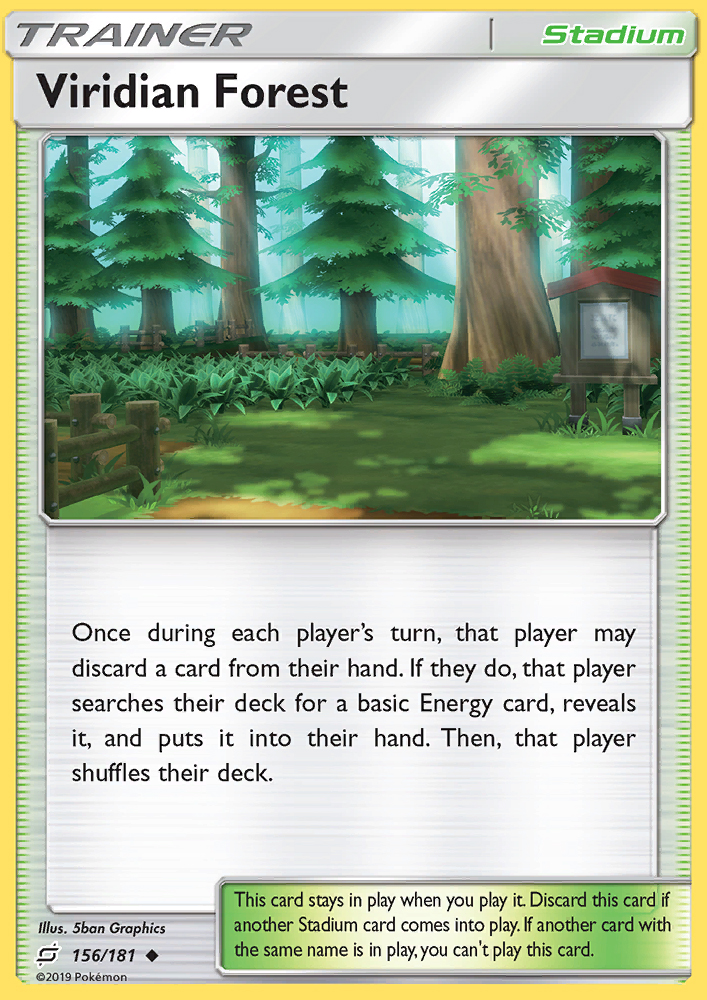 TRAINER
Stadium
Viridian Forest
Once during each player's turn, that player may
discard a card from their hand. If they do, that player
searches their deck for a basic Energy card, reveals
it, and puts it into their hand. Then, that player
shuffles their deck.
This card stays in play when you play it. Discard this card if
another Stadium card comes into play. If another card with
the same name is in play, you can't play this card.
Illus. 5ban Graphics
156/181
©2019 Pokémon